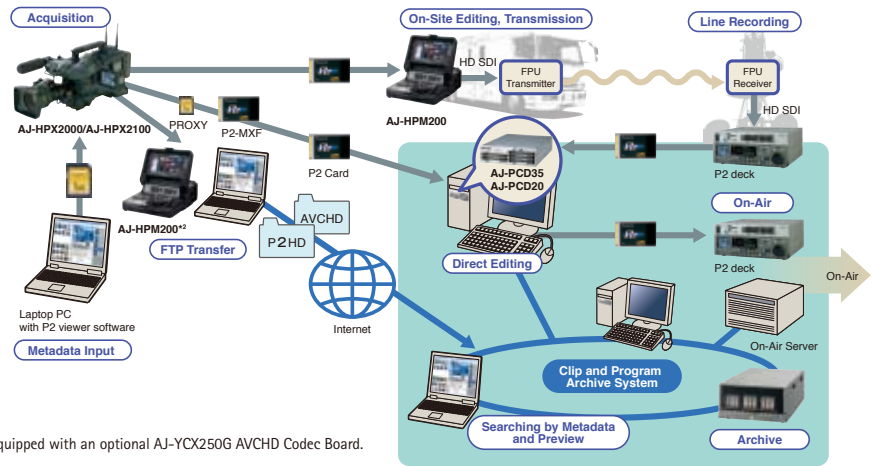 Acquisition
On-Site Editing, Transmission
Line Recording
HD SDI
FPU
Transmitter
FPU
Receiver
HD SDI
AJ-HPX2000/AJ-HPX2100
PROXY
P2-MXF
AJ-HPM200
P2 Card
AJ-PCD35
AJ-PCD20
P2 deck
On-Air
AJ-HPM200*2
FTP Transfer
AVCHD
P2HD
Direct Editing
P2 deck
On-Air
Laptop PC
with P2 viewer software
Metadata Input
Internet
On-Air Server
Clip and Program
Archive System
Searching by Metadata
and Preview
Archive
quipped with an optional AJ-YCX250G AVCHD Codec Board.